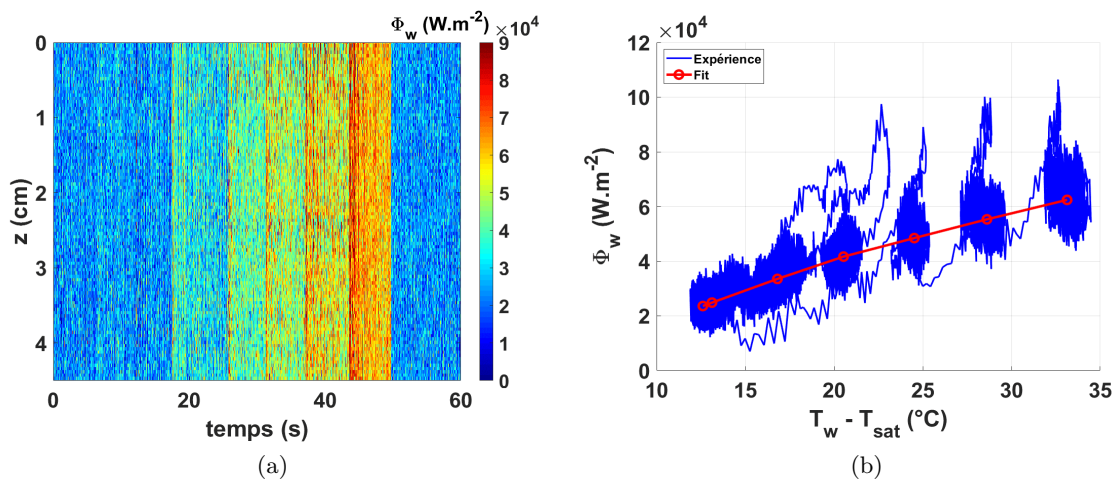 Φw (W.m-2) ×10^4
0
1
2
3
4
z (cm)
0 20 40 60
temps (s)
9
8
7
6
5
4
3
2
1
0
(a)
×10^4
12
10
8
6
4
2
0
Φw (W.m-2)
Expérience
Fit
10 15 20 25 30 35
Tw - Tsat (°C)
(b)